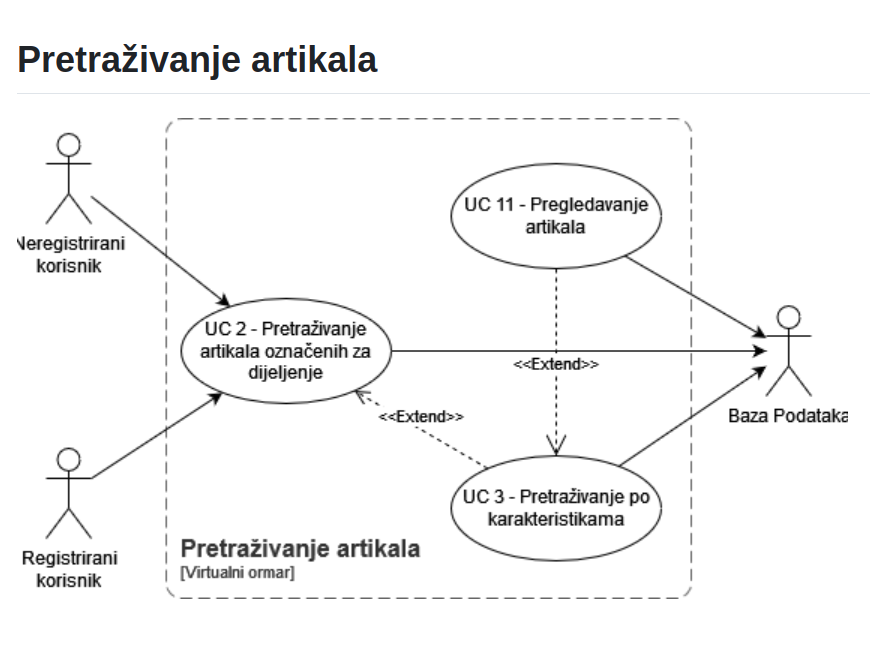 Pretraživanje artikala
Neregistrirani
korisnik
UC 11 - Pregledavanje
artikala
UC 2 - Pretraživanje
artikala označenih za
dijeljenje
<<Extend>>
Baza Podataka
<<Extend>>
Registrirani
korisnik
UC 3 - Pretraživanje po
karakteristikama
Pretraživanje artikala
[Virtualni ormar]